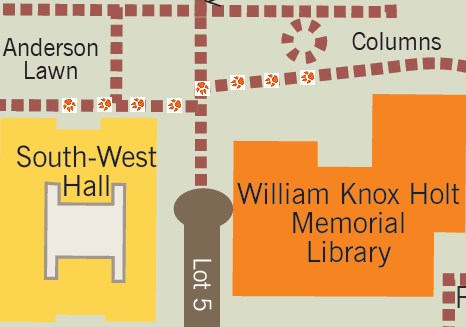 Anderson
Lawn
Columns
South-West
Hall
William Knox Holt
Memorial
Library
Lot 5